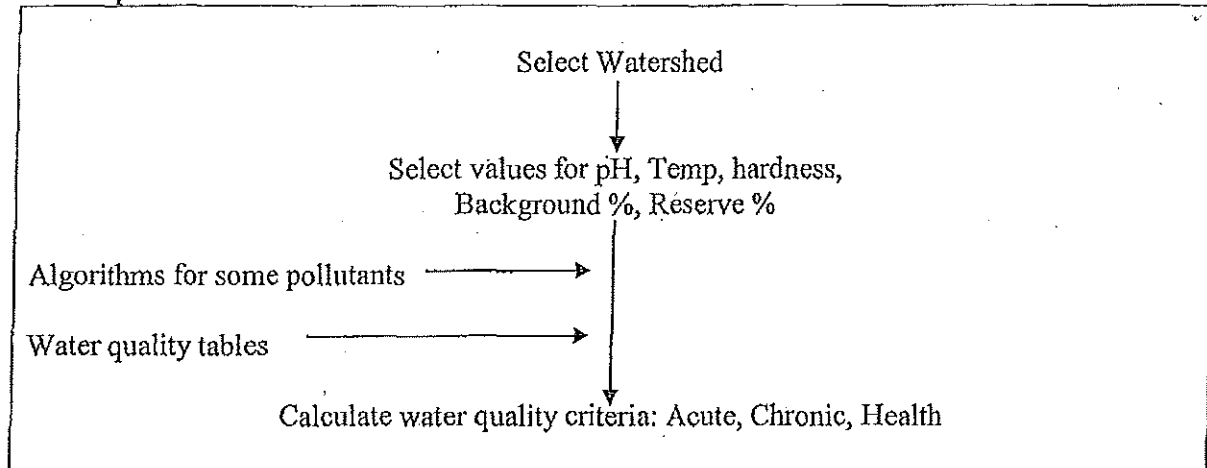 Select Watershed
Select values for pH, Temp, hardness,
Background %, Reserve %
Algorithms for some pollutants
Water quality tables
Calculate water quality criteria: Acute, Chronic, Health